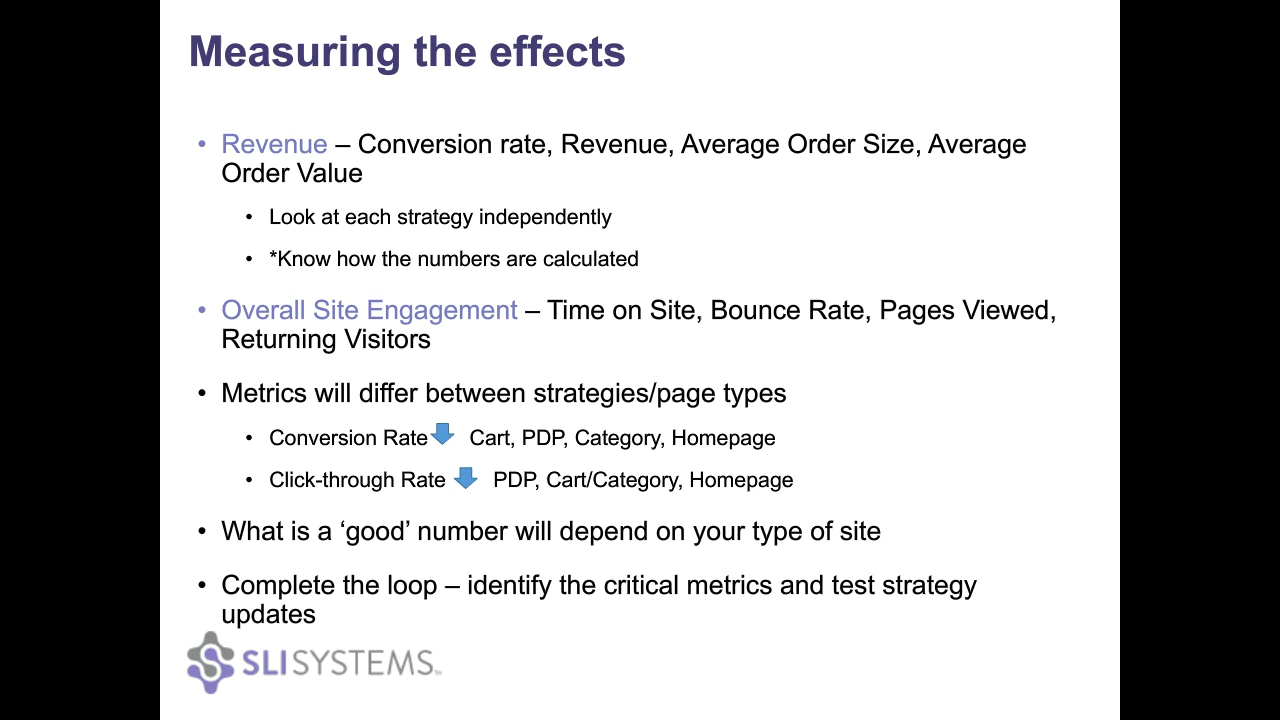 Measuring the effects
• Revenue – Conversion rate, Revenue, Average Order Size, Average
Order Value
• Look at each strategy independently
• *Know how the numbers are calculated
• Overall Site Engagement – Time on Site, Bounce Rate, Pages Viewed,
Returning Visitors
• Metrics will differ between strategies/page types
• Conversion Rate Cart, PDP, Category, Homepage
• Click-through Rate PDP, Cart/Category, Homepage
• What is a ‘good’ number will depend on your type of site
• Complete the loop – identify the critical metrics and test strategy
updates
SLISYSTEMS